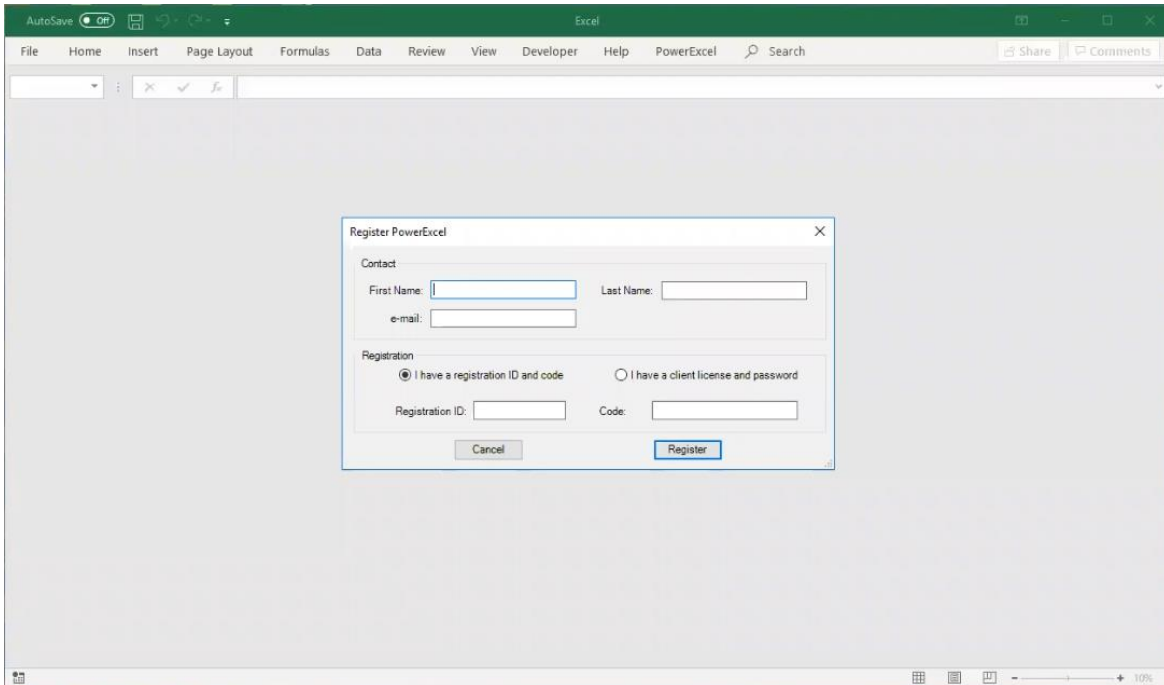 AutoSave Off Excel
File Home Insert Page Layout Formulas Data Review View Developer Help PowerExcel Search Share Comments
fx
Register PowerExcel
Contact
First Name: Last Name:
e-mail:
Registration
I have a registration ID and code I have a client license and password
Registration ID: Code:
Cancel Register
10%